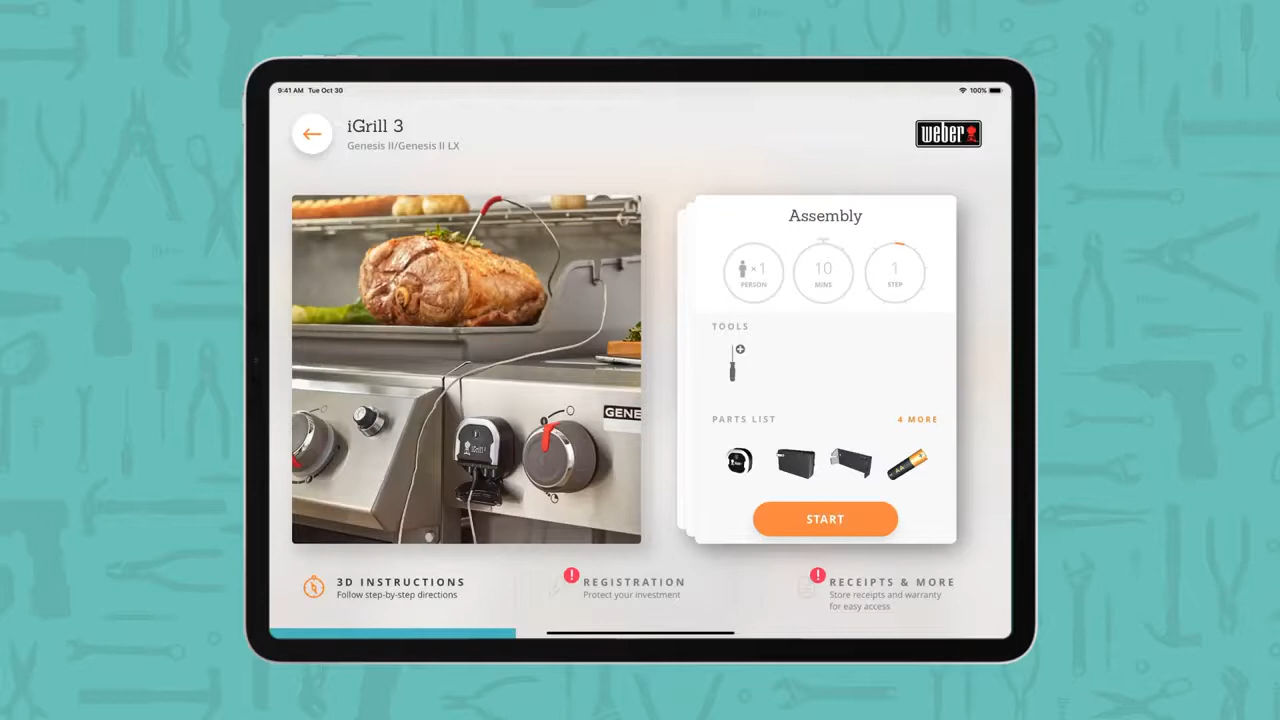 9:41 AM Tue Oct 30
100%
iGrill 3
Genesis II/Genesis II LX
weber
Assembly
× 1
PERSON
10
MINS
1
STEP
TOOLS
PARTS LIST
4 MORE
GENE
iGrill³
AA
START
3D INSTRUCTIONS
Follow step-by-step directions
!
REGISTRATION
Protect your investment
!
RECEIPTS & MORE
Store receipts and warranty
for easy access